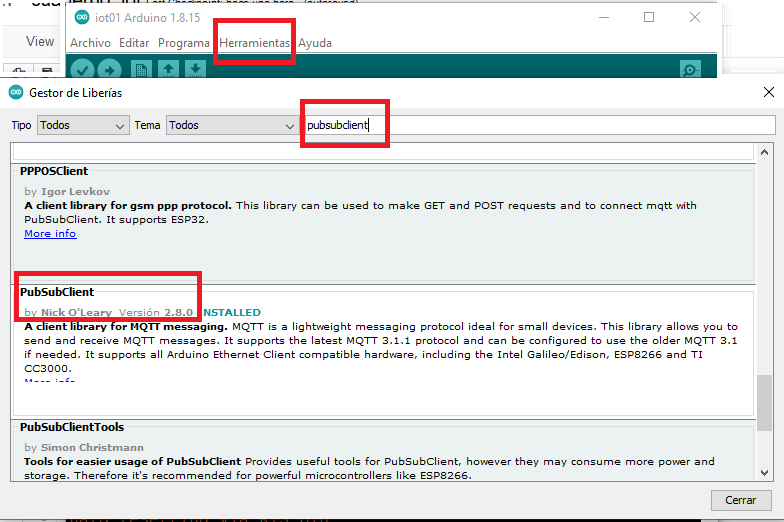 iot01 Arduino 1.8.15
View
Archivo Editar Programa Herramientas Ayuda
Gestor de Liberías
Tipo Todos Tema Todos pubsubclient
PPPOSClient
by Igor Levkov
A client library for gsm ppp protocol. This library can be used to make GET and POST requests and to connect mqtt with
PubSubClient. It supports ESP32.
More info
PubSubClient
by Nick O'Leary Versión 2.8.0 INSTALLED
A client library for MQTT messaging. MQTT is a lightweight messaging protocol ideal for small devices. This library allows you to
send and receive MQTT messages. It supports the latest MQTT 3.1.1 protocol and can be configured to use the older MQTT 3.1
if needed. It supports all Arduino Ethernet Client compatible hardware, including the Intel Galileo/Edison, ESP8266 and TI
CC3000.
More info
PubSubClientTools
by Simon Christmann
Tools for easier usage of PubSubClient Provides useful tools for PubSubClient, however they may consume more power and
storage. Therefore it's recommended for powerful microcontrollers like ESP8266.
Cerrar